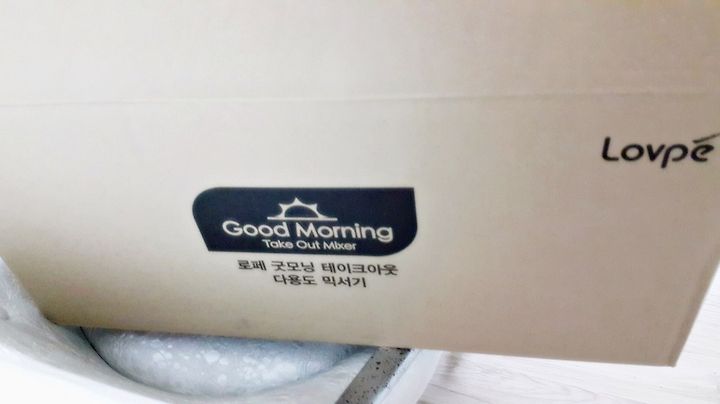 Lovpé
Good Morning
Take Out Mixer
로페 굿모닝 테이크아웃
다용도 믹서기